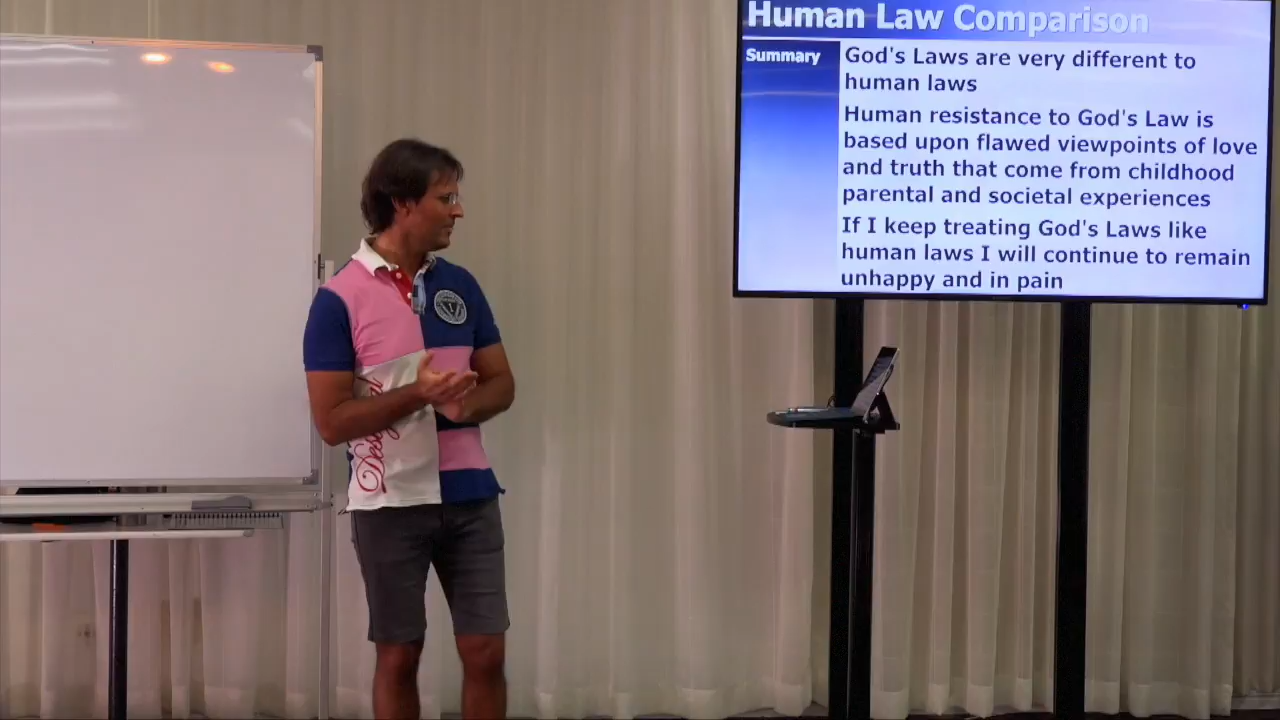 Human Law Comparison
Summary
God's Laws are very different to
human laws
Human resistance to God's Law is
based upon flawed viewpoints of love
and truth that come from childhood
parental and societal experiences
If I keep treating God's Laws like
human laws I will continue to remain
unhappy and in pain